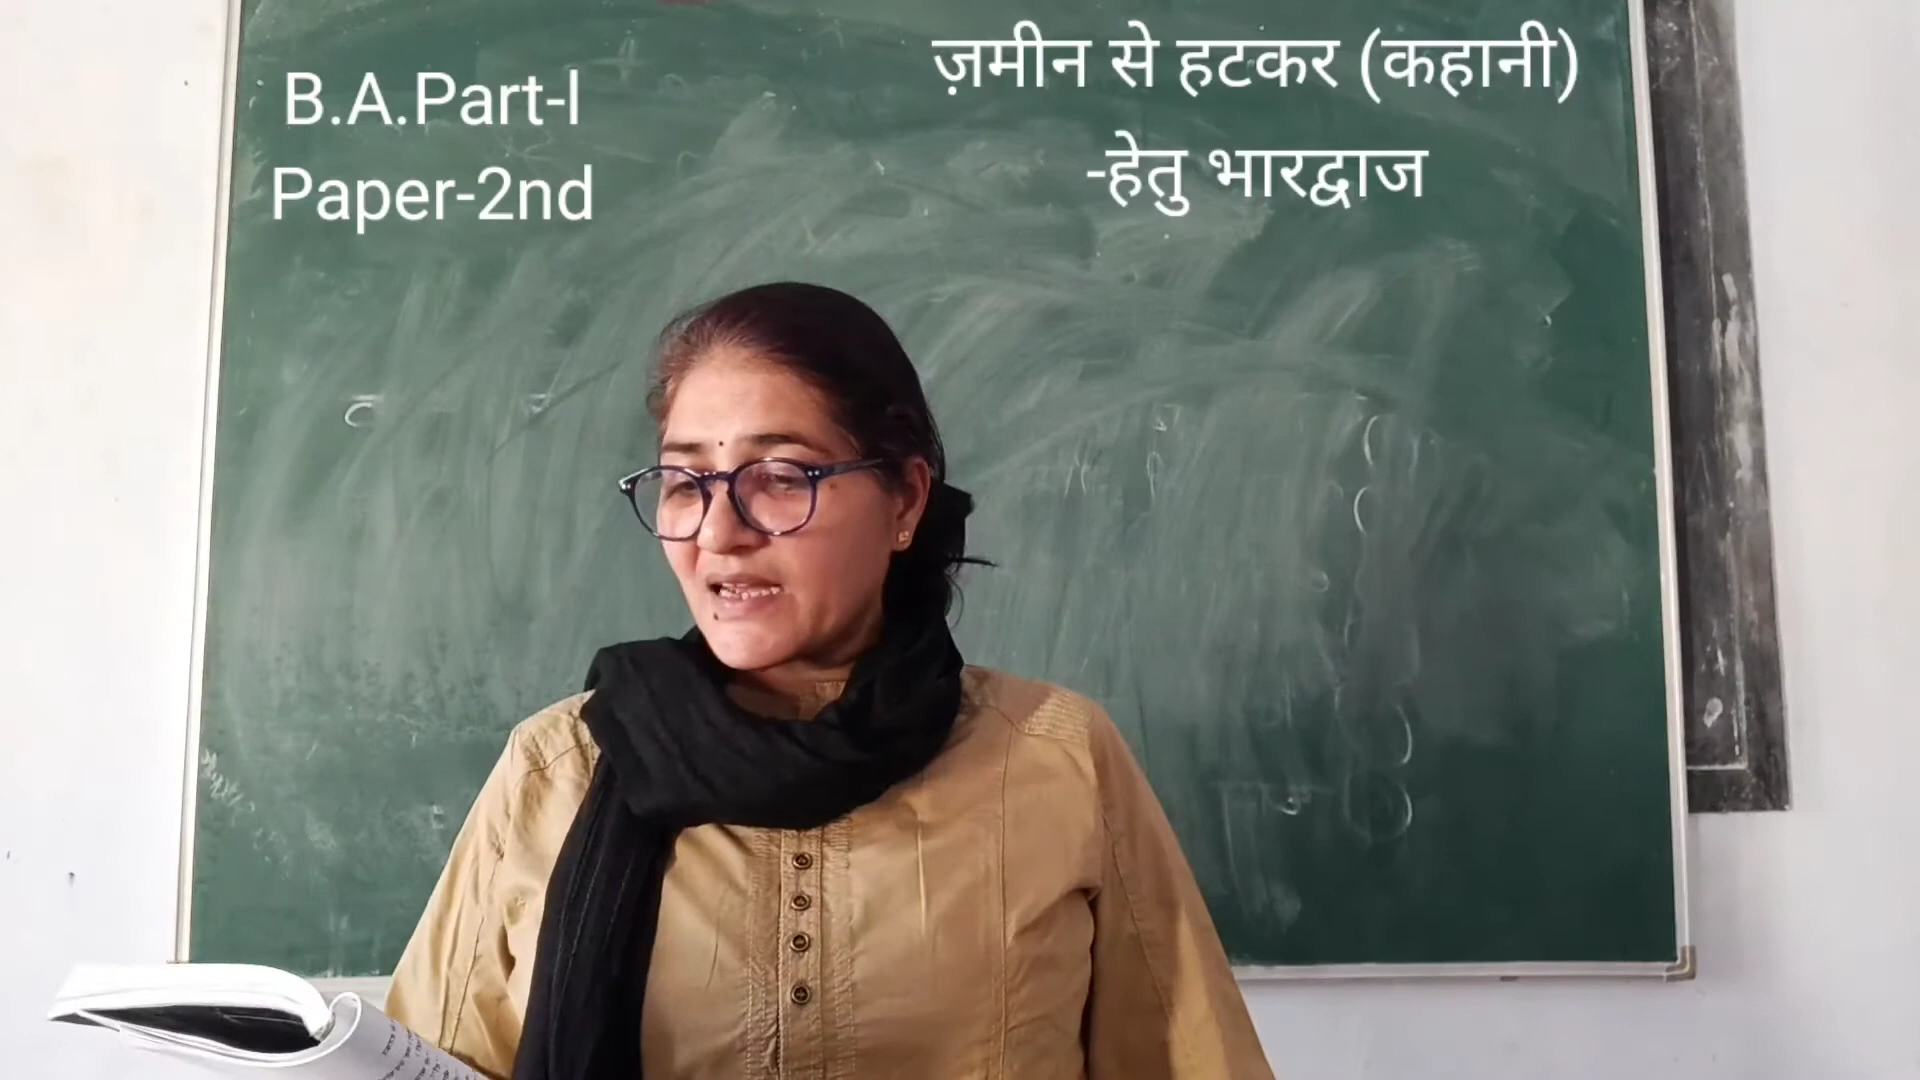 B.A.Part-l
Paper-2nd
ज़मीन से हटकर (कहानी)
-हेतु भारद्वाज